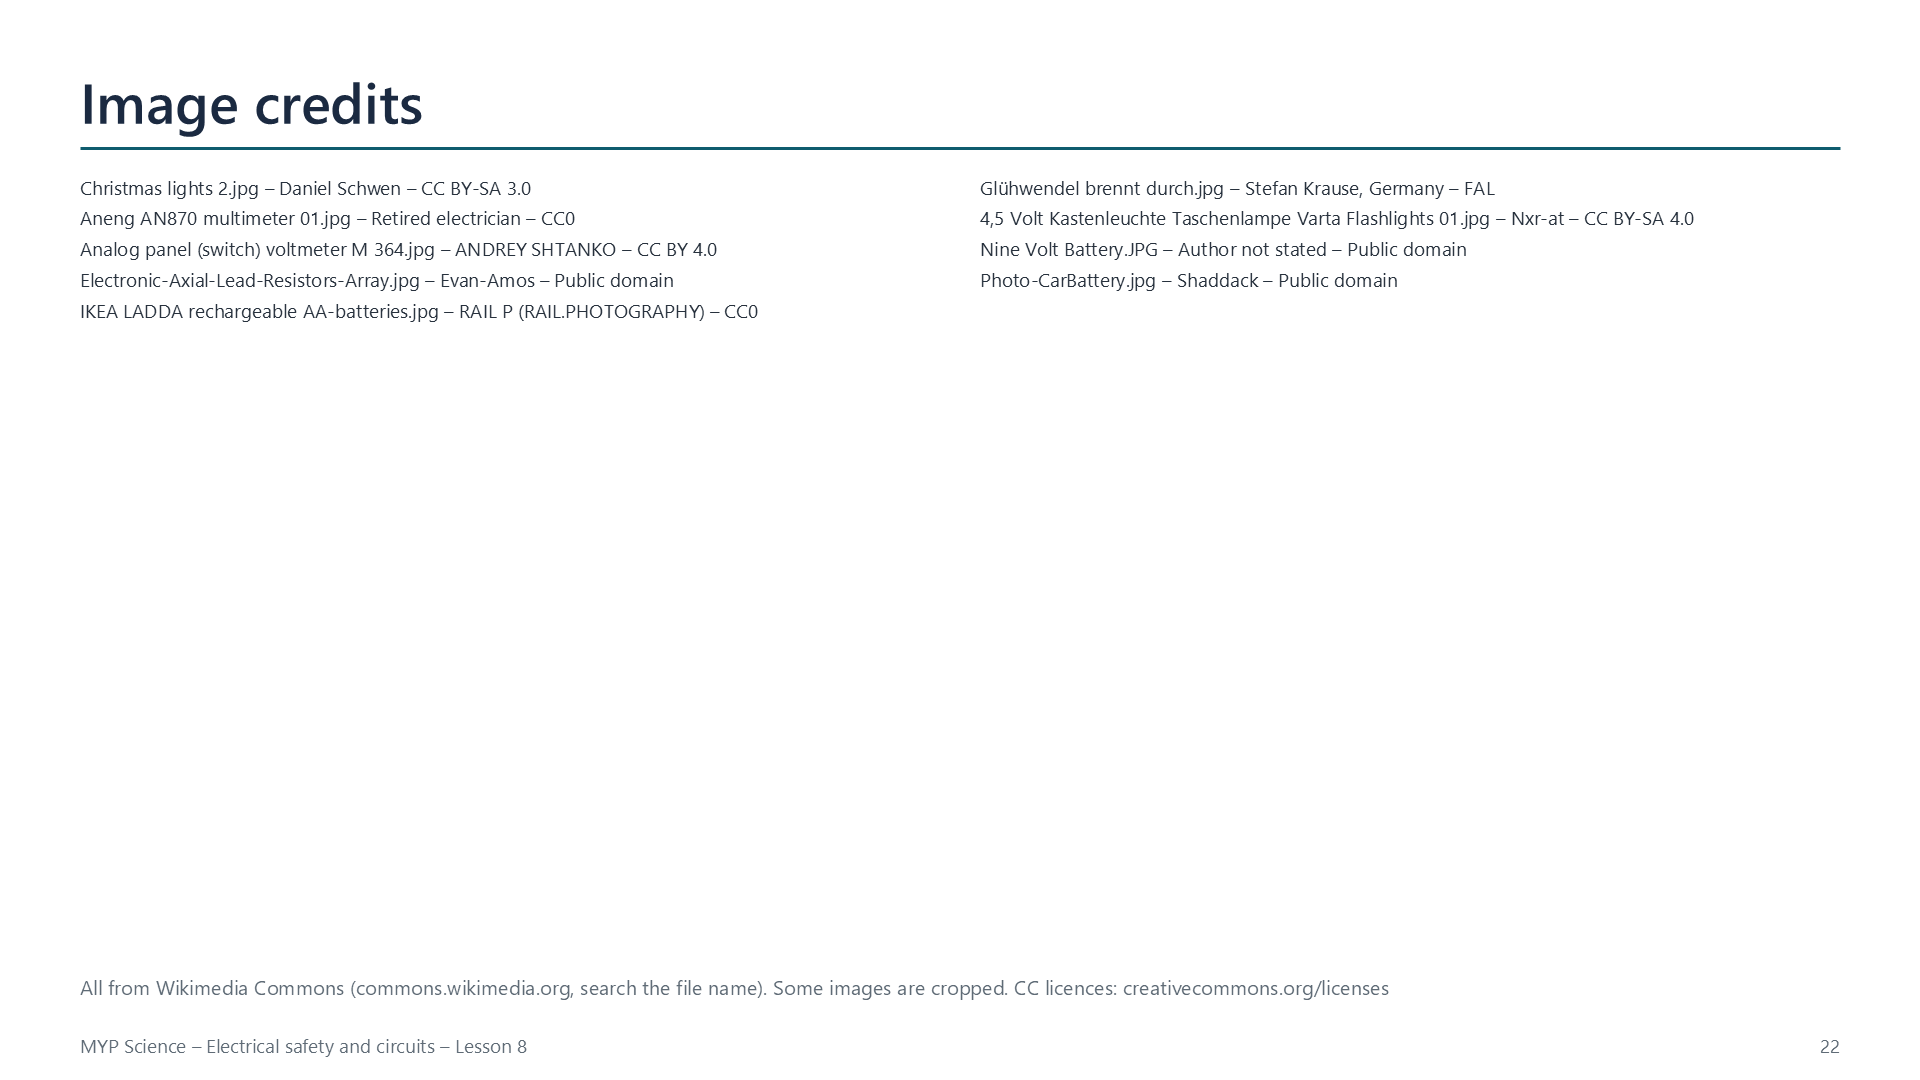 Image credits
Christmas lights 2.jpg – Daniel Schwen – CC BY-SA 3.0
Aneng AN870 multimeter 01.jpg – Retired electrician – CC0
Analog panel (switch) voltmeter M 364.jpg – ANDREY SHTANKO – CC BY 4.0
Electronic-Axial-Lead-Resistors-Array.jpg – Evan-Amos – Public domain
IKEA LADDA rechargeable AA-batteries.jpg – RAIL P (RAIL.PHOTOGRAPHY) – CC0
Glühwendel brennt durch.jpg – Stefan Krause, Germany – FAL
4,5 Volt Kastenleuchte Taschenlampe Varta Flashlights 01.jpg – Nxr-at – CC BY-SA 4.0
Nine Volt Battery.JPG – Author not stated – Public domain
Photo-CarBattery.jpg – Shaddack – Public domain
All from Wikimedia Commons (commons.wikimedia.org, search the file name). Some images are cropped. CC licences: creativecommons.org/licenses
MYP Science – Electrical safety and circuits – Lesson 8
22